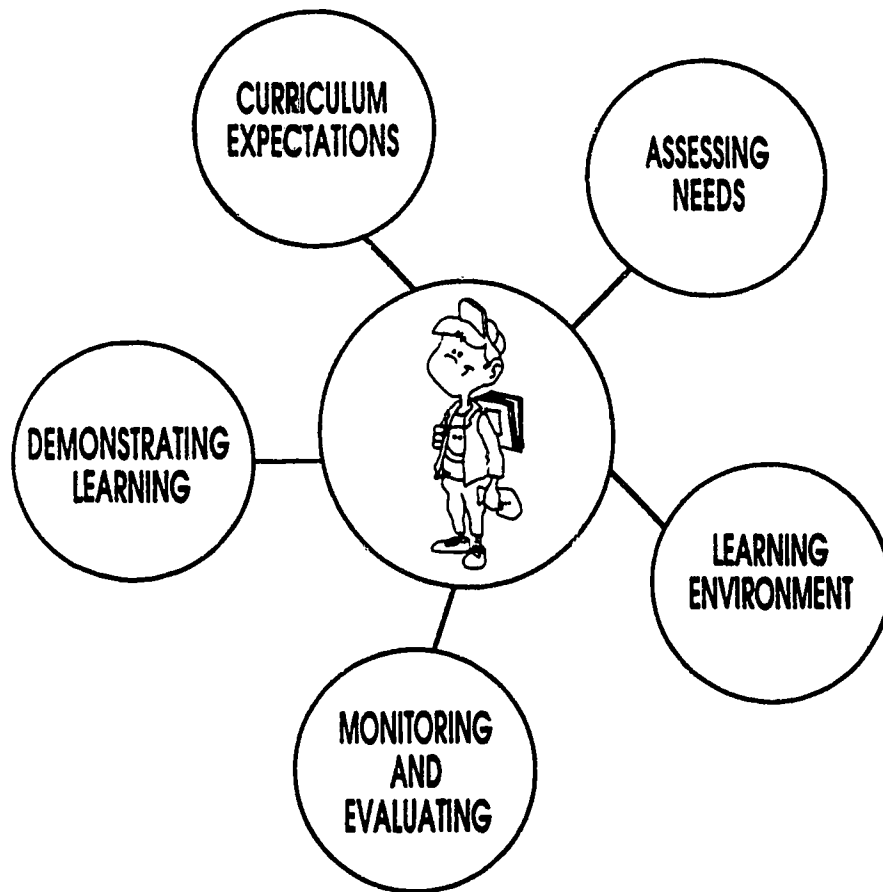 CURRICULUM
EXPECTATIONS
ASSESSING
NEEDS
DEMONSTRATING
LEARNING
LEARNING
ENVIRONMENT
MONITORING
AND
EVALUATING